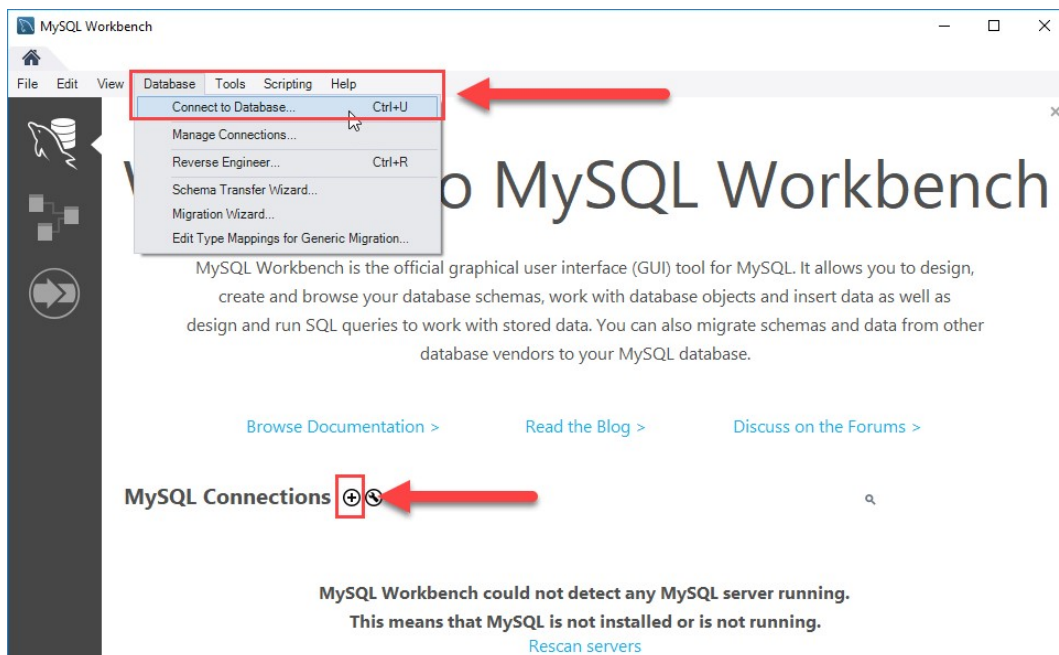 MySQL Workbench
File Edit View Database Tools Scripting Help
Connect to Database... Ctrl+U
Manage Connections...
Reverse Engineer... Ctrl+R
Schema Transfer Wizard...
Migration Wizard...
Edit Type Mappings for Generic Migration...
o MySQL Workbench
MySQL Workbench is the official graphical user interface (GUI) tool for MySQL. It allows you to design,
create and browse your database schemas, work with database objects and insert data as well as
design and run SQL queries to work with stored data. You can also migrate schemas and data from other
database vendors to your MySQL database.
Browse Documentation > Read the Blog > Discuss on the Forums >
MySQL Connections
MySQL Workbench could not detect any MySQL server running.
This means that MySQL is not installed or is not running.
Rescan servers